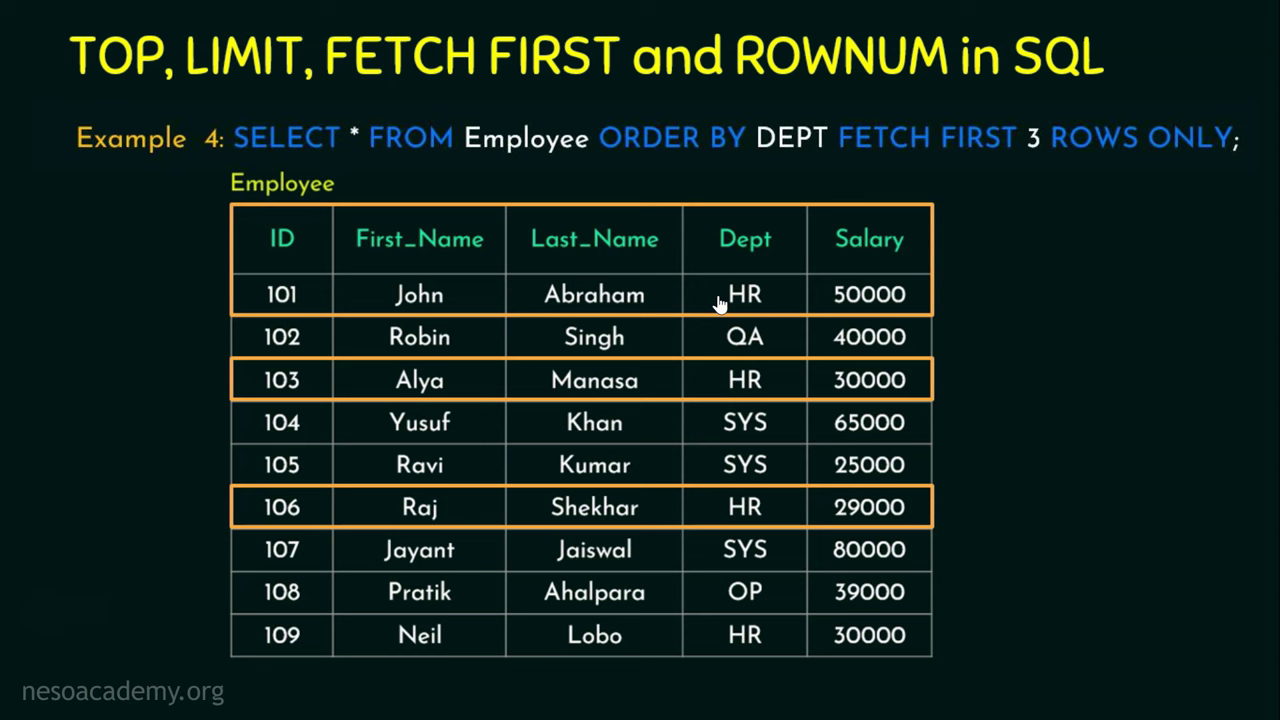 TOP, LIMIT, FETCH FIRST and ROWNUM in SQL
Example 4: SELECT * FROM Employee ORDER BY DEPT FETCH FIRST 3 ROWS ONLY;
Employee
ID First_Name Last_Name Dept Salary
101 John Abraham HR 50000
102 Robin Singh QA 40000
103 Alya Manasa HR 30000
104 Yusuf Khan SYS 65000
105 Ravi Kumar SYS 25000
106 Raj Shekhar HR 29000
107 Jayant Jaiswal SYS 80000
108 Pratik Ahalpara OP 39000
109 Neil Lobo HR 30000
nesoacademy.org